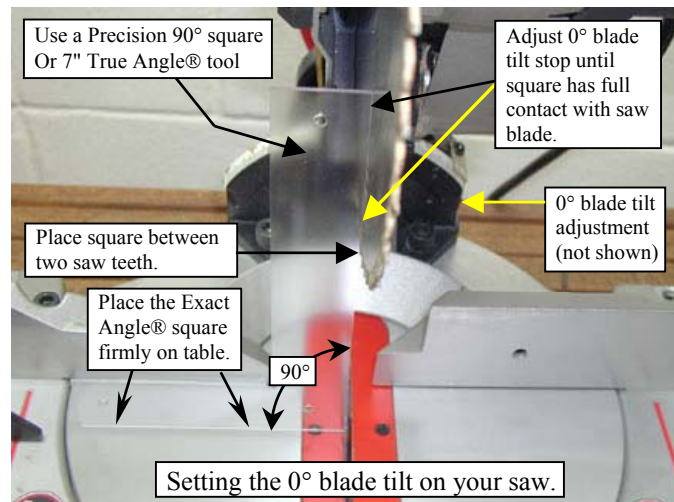 Use a Precision 90° square
Or 7" True Angle® tool
Adjust 0° blade
tilt stop until
square has full
contact with saw
blade.
0° blade tilt
adjustment
(not shown)
Place square between
two saw teeth.
Place the Exact
Angle® square
firmly on table.
90°
Setting the 0° blade tilt on your saw.